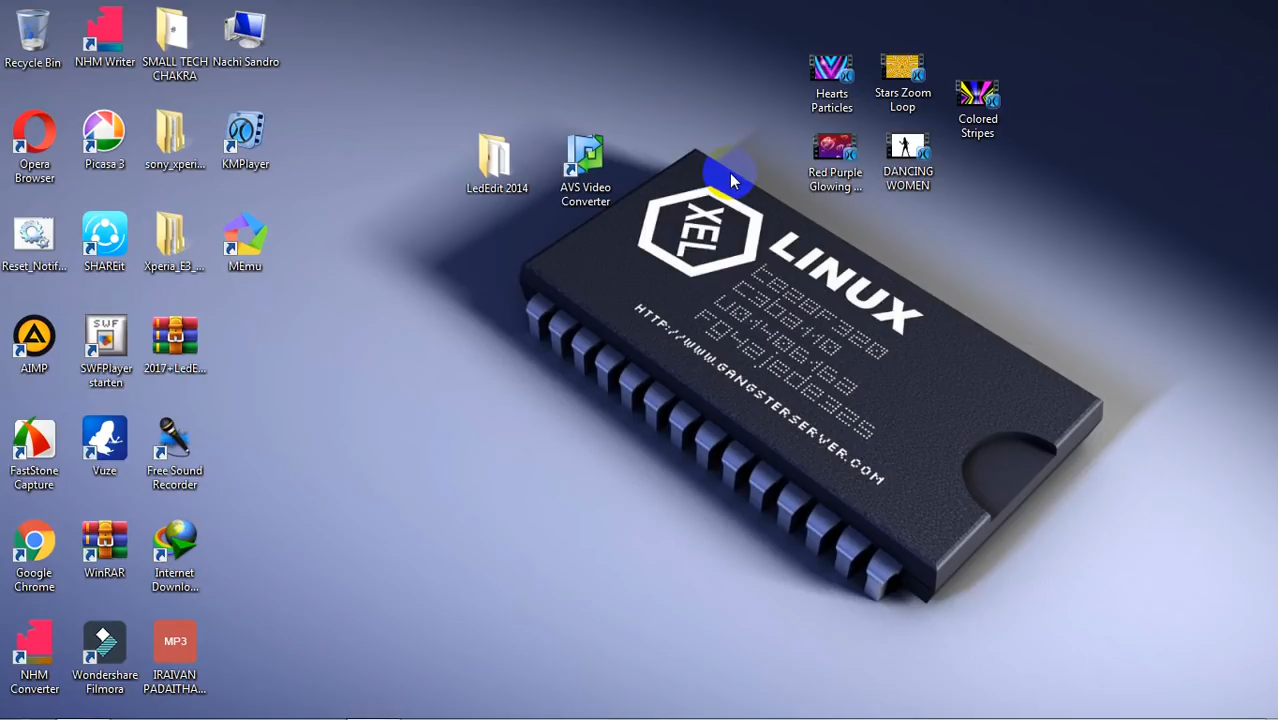 Recycle Bin
NHM Writer
SMALL TECH
CHAKRA
Nachi Sandro
Opera
Browser
Picasa 3
sony_xperi...
KMPlayer
Reset_Notif...
SHAREit
Xperia_E3_...
MEmu
AIMP
SWF
SWFPlayer
starten
2017+LedE...
FastStone
Capture
Vuze
Free Sound
Recorder
Google
Chrome
WinRAR
Internet
Downlo...
NHM
Converter
Wondershare
Filmora
MP3
IRAIVAN
PADAITHA...
LedEdit 2014
AVS Video
Converter
Hearts
Particles
Stars Zoom
Loop
Colored
Stripes
Red Purple
Glowing ...
DANCING
WOMEN
XEL
LINUX
HTTP://WWW.GANGSTERSERVER.COM